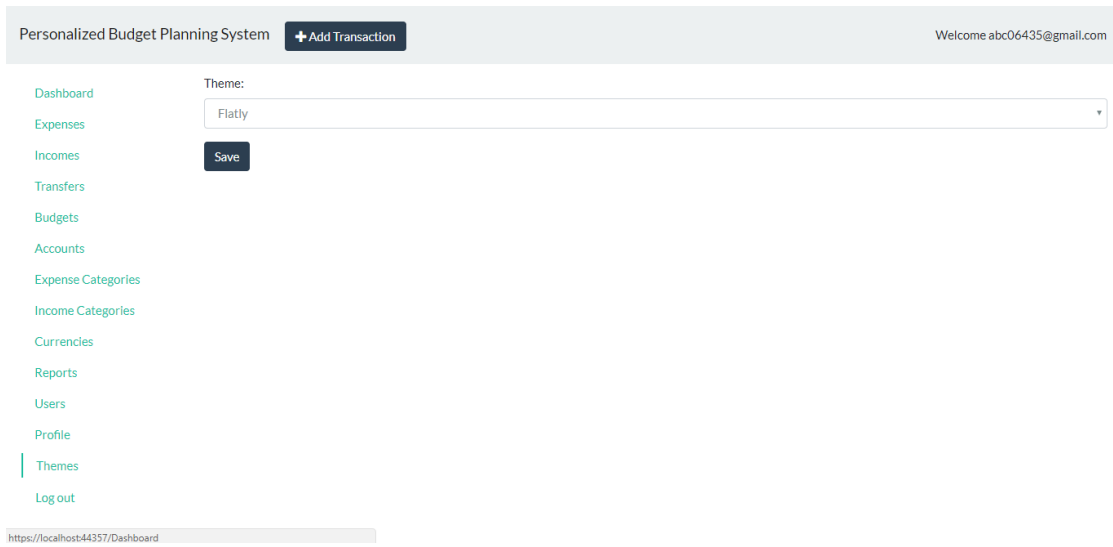 Personalized Budget Planning System
Add Transaction
Welcome abc06435@gmail.com
Dashboard
Expenses
Incomes
Transfers
Budgets
Accounts
Expense Categories
Income Categories
Currencies
Reports
Users
Profile
Themes
Log out
Theme:
Flatly
Save
https://localhost:44357/Dashboard